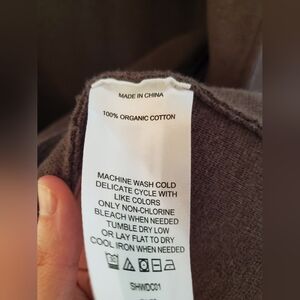 MADE IN CHINA
100% ORGANIC COTTON
MACHINE WASH COLD
DELICATE CYCLE WITH
LIKE COLORS
ONLY NON-CHLORINE
BLEACH WHEN NEEDED
TUMBLE DRY LOW
OR LAY FLAT TO DRY
COOL IRON WHEN NEEDED
SHWDC01